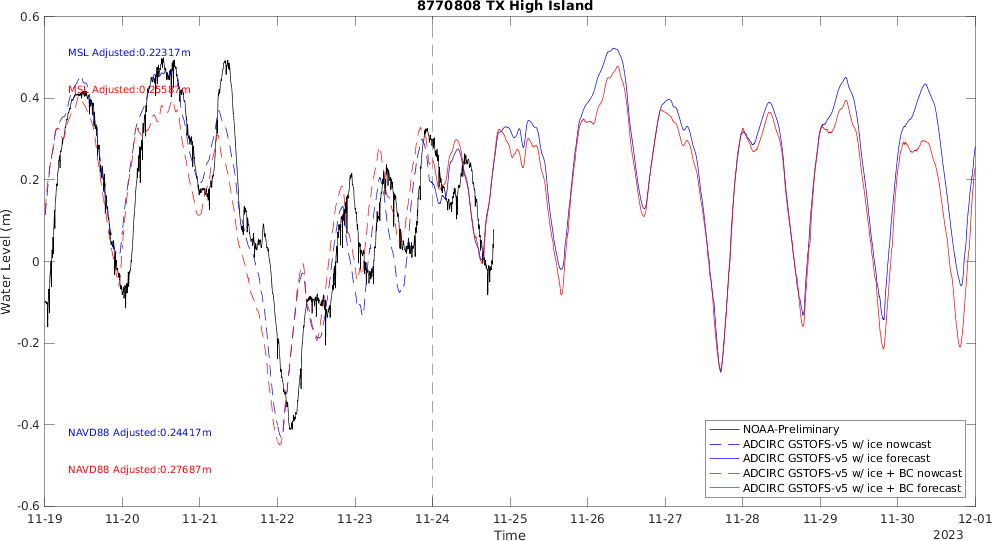 8770808 TX High Island
0.6
0.4
0.2
0
-0.2
-0.4
-0.6
Water Level (m)
MSL Adjusted:0.22317m
MSL Adjusted:0.25587m
NAVD88 Adjusted:0.24417m
NAVD88 Adjusted:0.27687m
NOAA-Preliminary
ADCIRC GSTOFS-v5 w/ ice nowcast
ADCIRC GSTOFS-v5 w/ ice forecast
ADCIRC GSTOFS-v5 w/ ice + BC nowcast
ADCIRC GSTOFS-v5 w/ ice + BC forecast
11-19 11-20 11-21 11-22 11-23 11-24 11-25 11-26 11-27 11-28 11-29 11-30 12-01
Time
2023